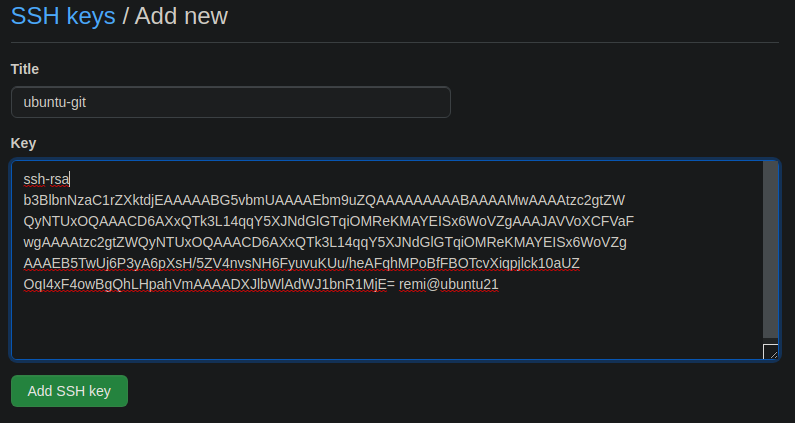 SSH keys / Add new
Title
ubuntu-git
Key
ssh-rsa
b3BlbnNzaC1rZXktdjEAAAAABG5vbmUAAAAEbm9uZQAAAAAAAAABAAAAMwAAAAtzc2gtZW
QyNTUxOQAAACD6AXxQTk3L14qqY5XJNdGlGTqiOMReKMAYEISx6WoVZgAAAJAVVoXCFVaF
wgAAAAtzc2gtZWQyNTUxOQAAACD6AXxQTk3L14qqY5XJNdGlGTqiOMReKMAYEISx6WoVZg
AAAEB5TwUj6P3yA6pXsH/5ZV4nvsNH6FyuvuKUu/heAFqhMPoBfFBOTcvXiqpjlck10aUZ
OqI4xF4owBgQhLHpahVmAAAADXJlbWlAdWJ1bnR1MjE= remi@ubuntu21
Add SSH key